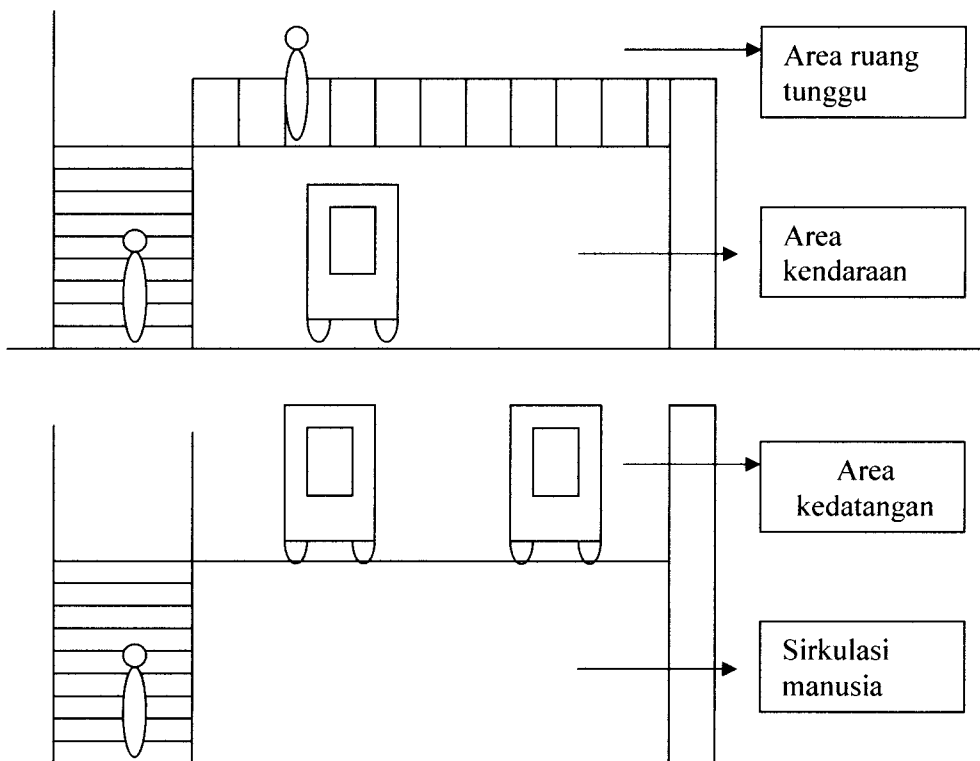 Area ruang
tunggu
Area
kendaraan
Area
kedatangan
Sirkulasi
manusia